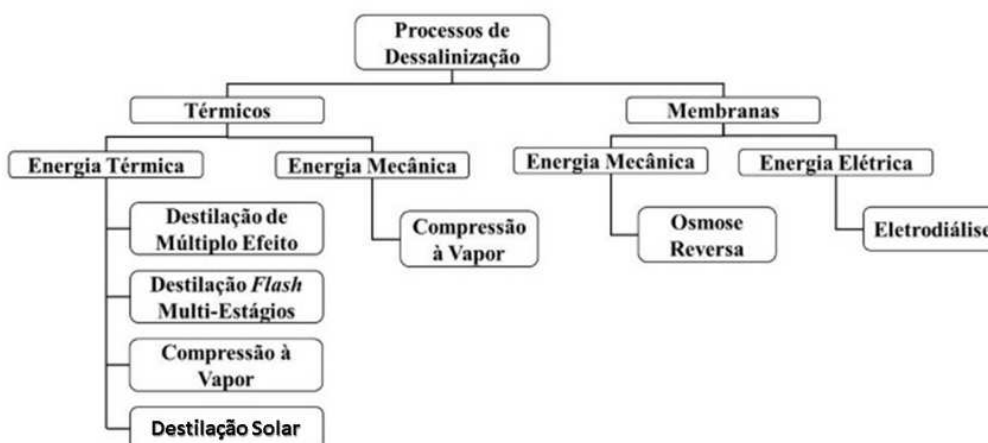 Processos de
Dessalinização
Térmicos
Membranas
Energia Térmica
Energia Mecânica
Energia Mecânica
Energia Elétrica
Destilação de
Múltiplo Efeito
Compressão
à Vapor
Osmose
Reversa
Eletrodiálise
Destilação Flash
Multi-Estágios
Compressão à
Vapor
Destilação Solar